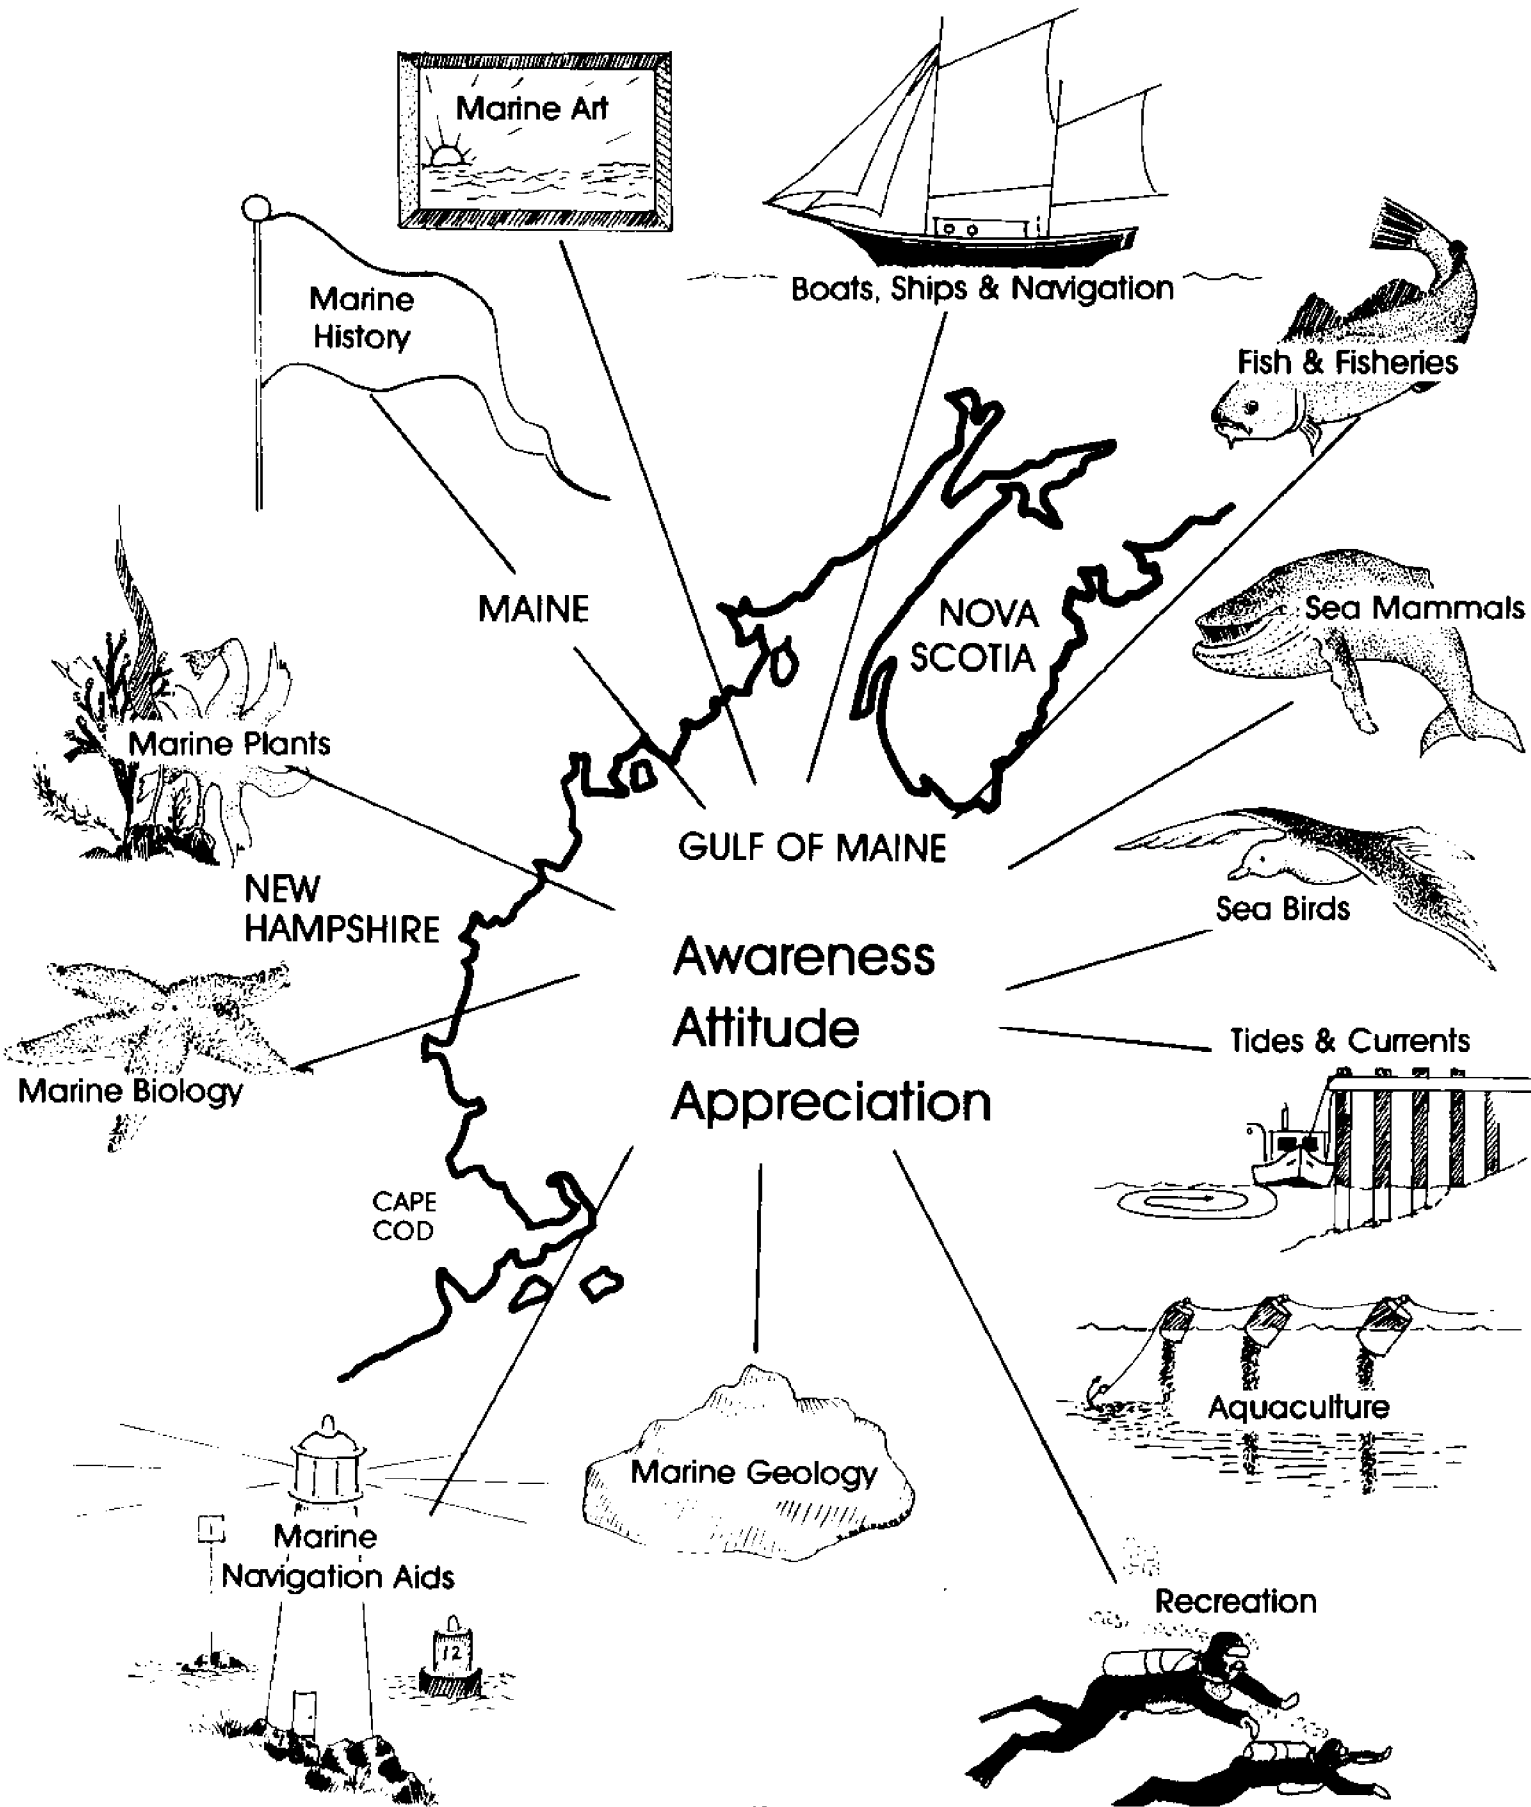 Marine Art
Boats, Ships & Navigation
Marine
History
Fish & Fisheries
MAINE
NOVA
SCOTIA
Sea Mammals
Marine Plants
GULF OF MAINE
NEW
HAMPSHIRE
Sea Birds
Awareness
Attitude
Appreciation
Tides & Currents
Marine Biology
CAPE
COD
Aquaculture
Marine Geology
Marine
Navigation Aids
1
12
Recreation